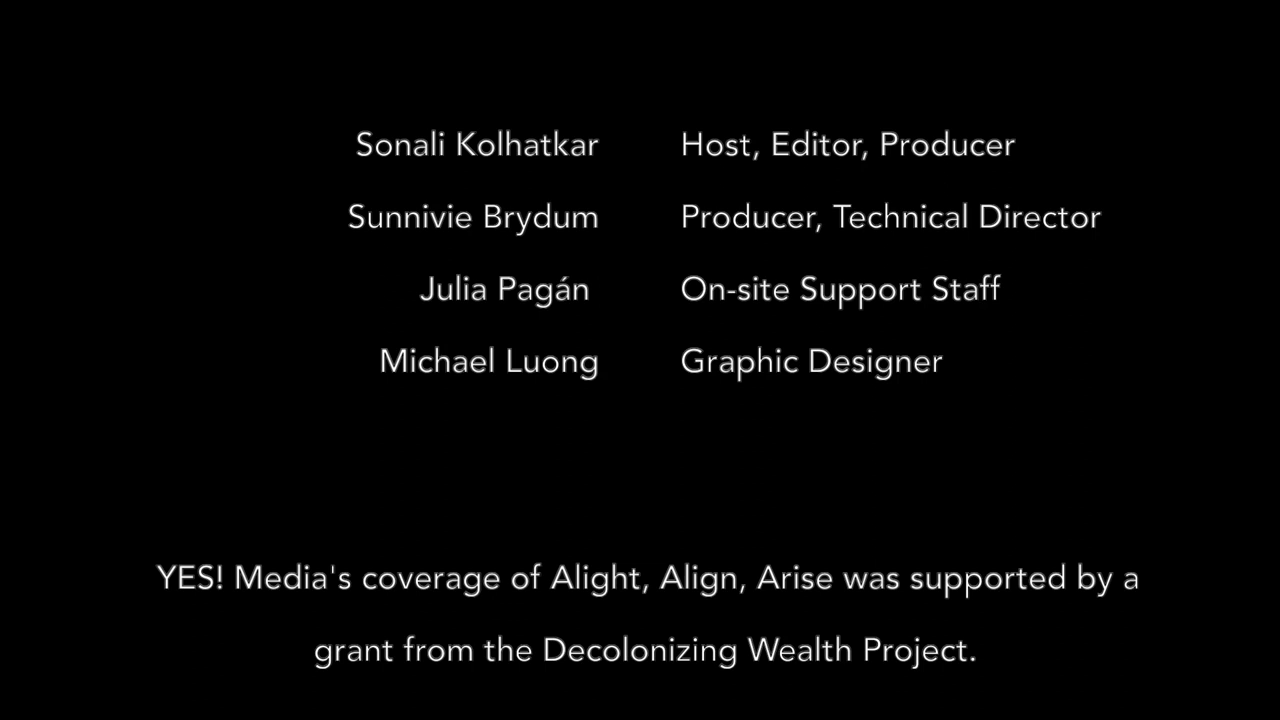 Sonali Kolhatkar Host, Editor, Producer
Sunnivie Brydum Producer, Technical Director
Julia Pagán On-site Support Staff
Michael Luong Graphic Designer
YES! Media's coverage of Alight, Align, Arise was supported by a
grant from the Decolonizing Wealth Project.